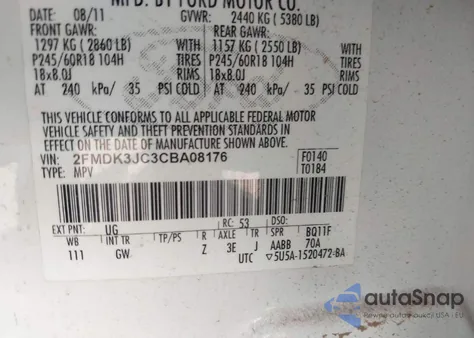 MFD. BY FORD MOTOR CO.
DATE: 08/11 GVWR: 2440 KG ( 5380 LB)
FRONT GAWR: REAR GAWR:
1297 KG (2860 LB) 1157 KG (2550 LB)
P245/60R18 104H TIRES P245/60R18 104H TIRES
18x8.0J RIMS 18x8.0J RIMS
AT 240 kPa/ 35 PSI COLD AT 240 kPa/ 35 PSI COLD
THIS VEHICLE CONFORMS TO ALL APPLICABLE FEDERAL MOTOR
VEHICLE SAFETY AND THEFT PREVENTION STANDARDS IN
EFFECT ON THE DATE OF MANUFACTURE SHOWN ABOVE.
VIN: 2FMDK3JC3CBA08176 F0140
TYPE: MPV T0184
EXT PNT: UG RC: 53 DSO:
WB INT TR TP/PS R AXLE TR SPR BQ11F
111 GW Z 3E J AABB 70A
UTC ▽5U5A-1520472-BA
autoSnap